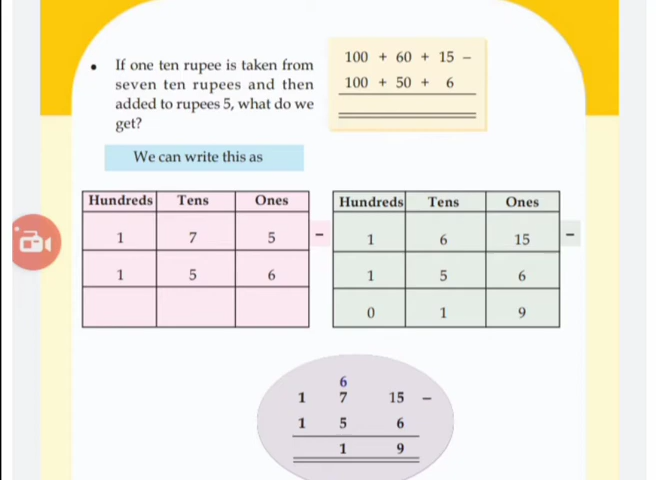 • If one ten rupee is taken from
seven ten rupees and then
added to rupees 5, what do we
get?
100 + 60 + 15 –
100 + 50 + 6
We can write this as
Hundreds Tens Ones
1 7 5 –
1 5 6
Hundreds Tens Ones
1 6 15 –
1 5 6
0 1 9
6
1 7 15 –
1 5 6
1 9